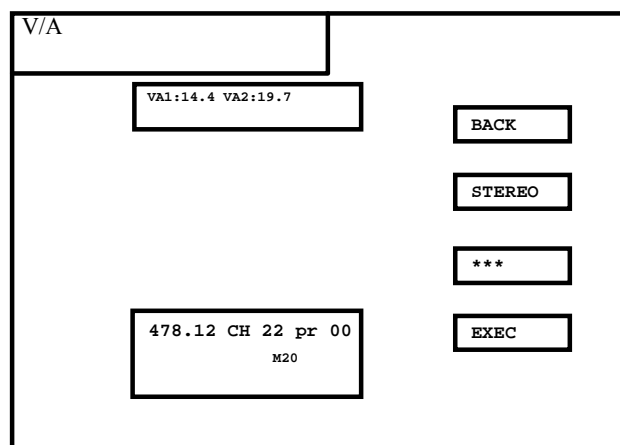 V/A
VA1:14.4 VA2:19.7
BACK
STEREO
***
478.12 CH 22 pr 00
M20
EXEC